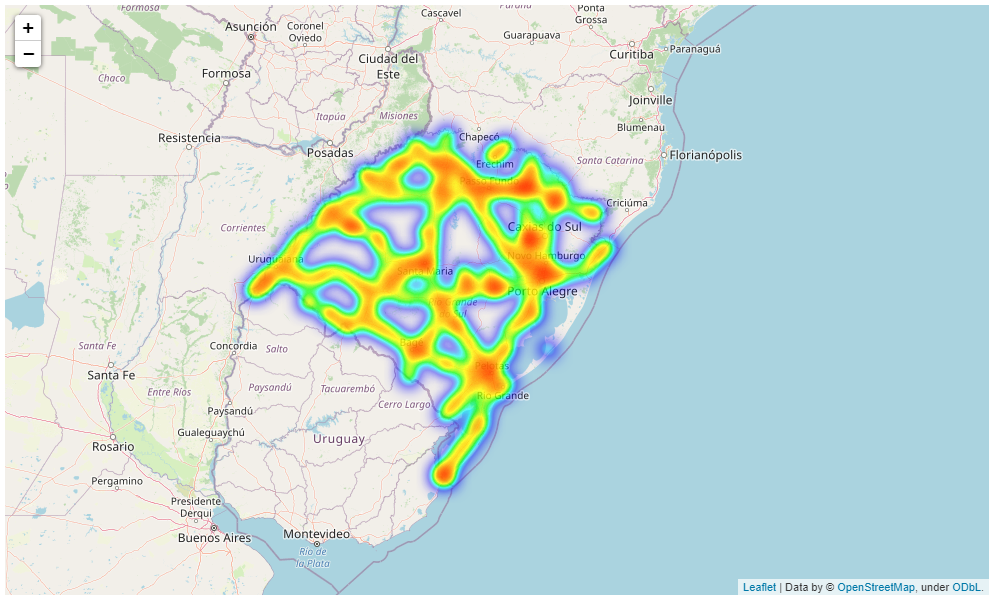 Formosa
Paraná
Cascavel
Ponta
Grossa
+
Asunción
Coronel
Oviedo
Guarapuava
−
Ciudad del
Este
Curitiba
Paranaguá
Chaco
Formosa
Joinville
Itapúa
Misiones
Blumenau
Resistencia
Posadas
Chapecó
Erechim
Santa Catarina
Florianópolis
Passo Fundo
Criciúma
Corrientes
Caxias do Sul
Uruguaiana
Novo Hamburgo
Santa Maria
Porto Alegre
Rio Grande
do Sul
Concordia
Salto
Bagé
Santa Fe
Santa Fe
Pelotas
Entre Ríos
Paysandú
Tacuarembó
Rio Grande
Paysandú
Cerro Largo
Gualeguaychú
Uruguay
Rosario
Pergamino
Presidente
Derqui
Buenos Aires
Montevideo
Río de
la Plata
Leaflet | Data by © OpenStreetMap, under ODbL.